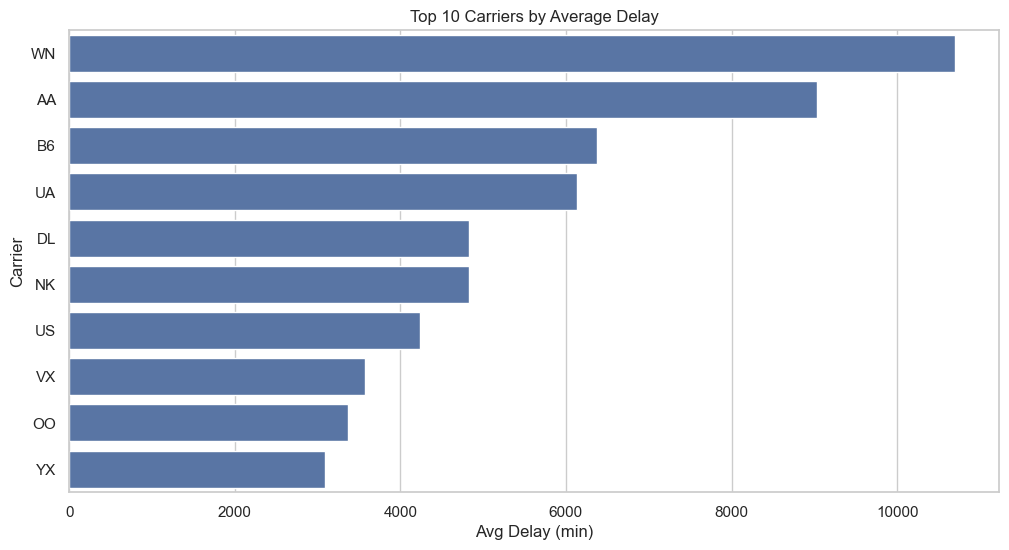 Top 10 Carriers by Average Delay
WN
AA
B6
UA
DL
NK
US
VX
OO
YX
Carrier
0 2000 4000 6000 8000 10000
Avg Delay (min)